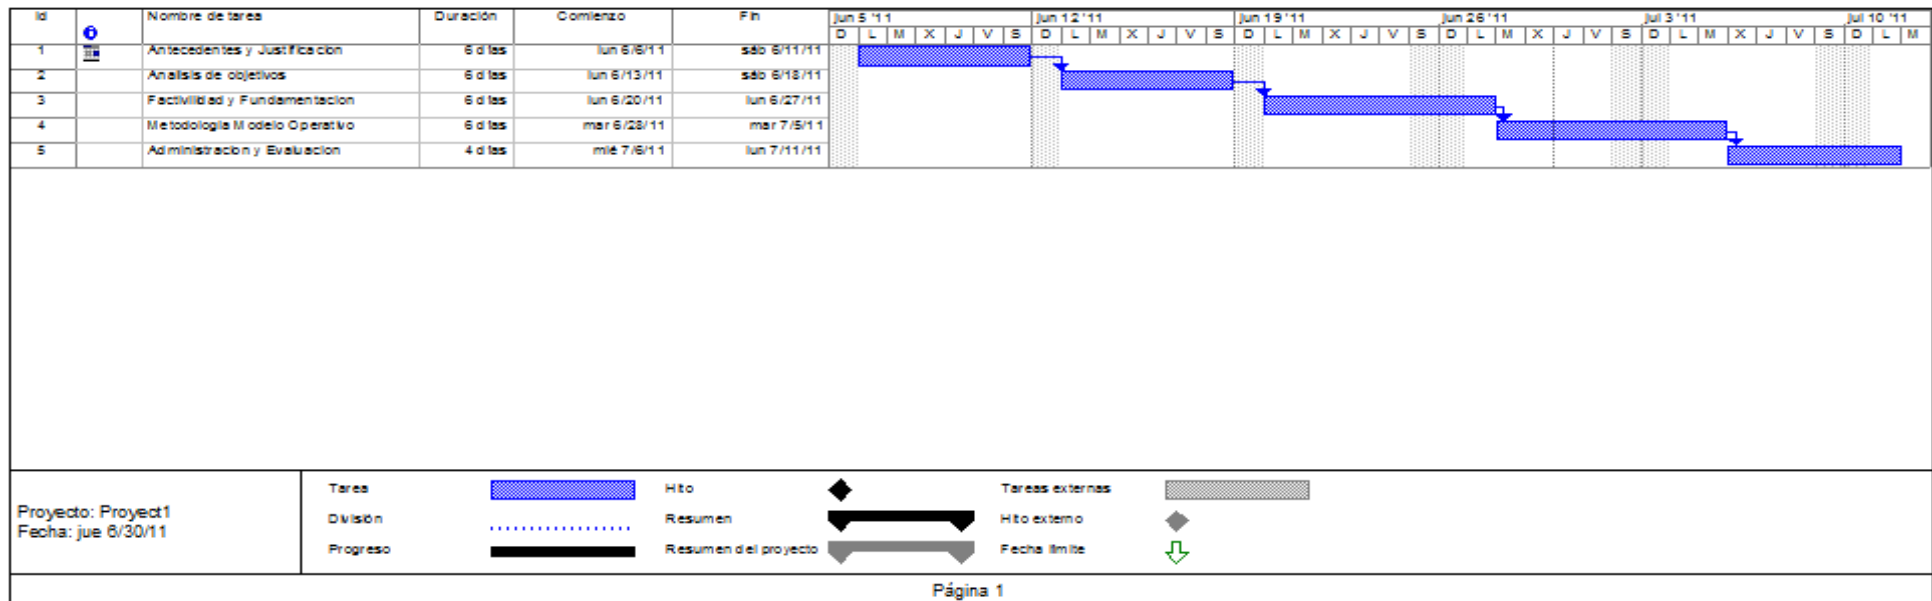 Id Nombre de tarea Duración Comienzo Fin jun 5 '11 jun 12 '11 jun 19 '11 jun 26 '11 jul 3 '11 jul 10 '11
D L M X J V S D L M X J V S D L M X J V S D L M X J V S D L M X J V S D L M
1 Antecedentes y Justificacion 6 días lun 6/6/11 sáb 6/11/11
2 Analisis de objetivos 6 días lun 6/13/11 sáb 6/18/11
3 Factivilidad y Fundamentacion 6 días lun 6/20/11 lun 6/27/11
4 Metodologia Modelo Operativo 6 días mar 6/28/11 mar 7/5/11
5 Administracion y Evaluacion 4 días mié 7/6/11 lun 7/11/11
Proyecto: Proyect1
Fecha: jue 6/30/11
Tarea Hito Tareas externas
División Resumen Hito externo
Progreso Resumen del proyecto Fecha límite
Página 1